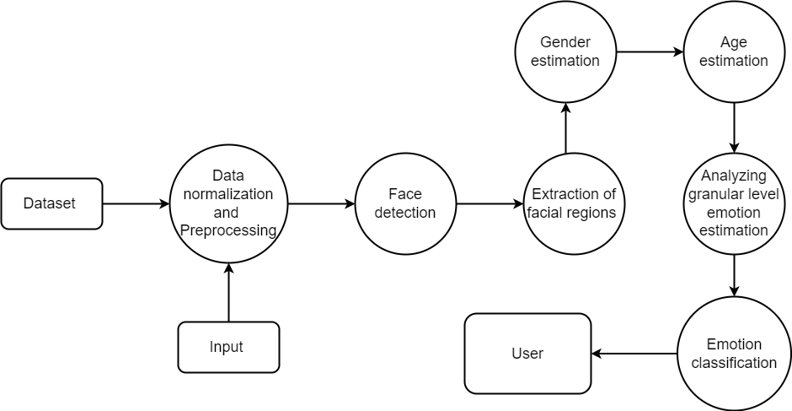 Gender
estimation
Age
estimation
Dataset
Data
normalization
and
Preprocessing
Face
detection
Extraction of
facial regions
Analyzing
granular level
emotion
estimation
Input
User
Emotion
classification